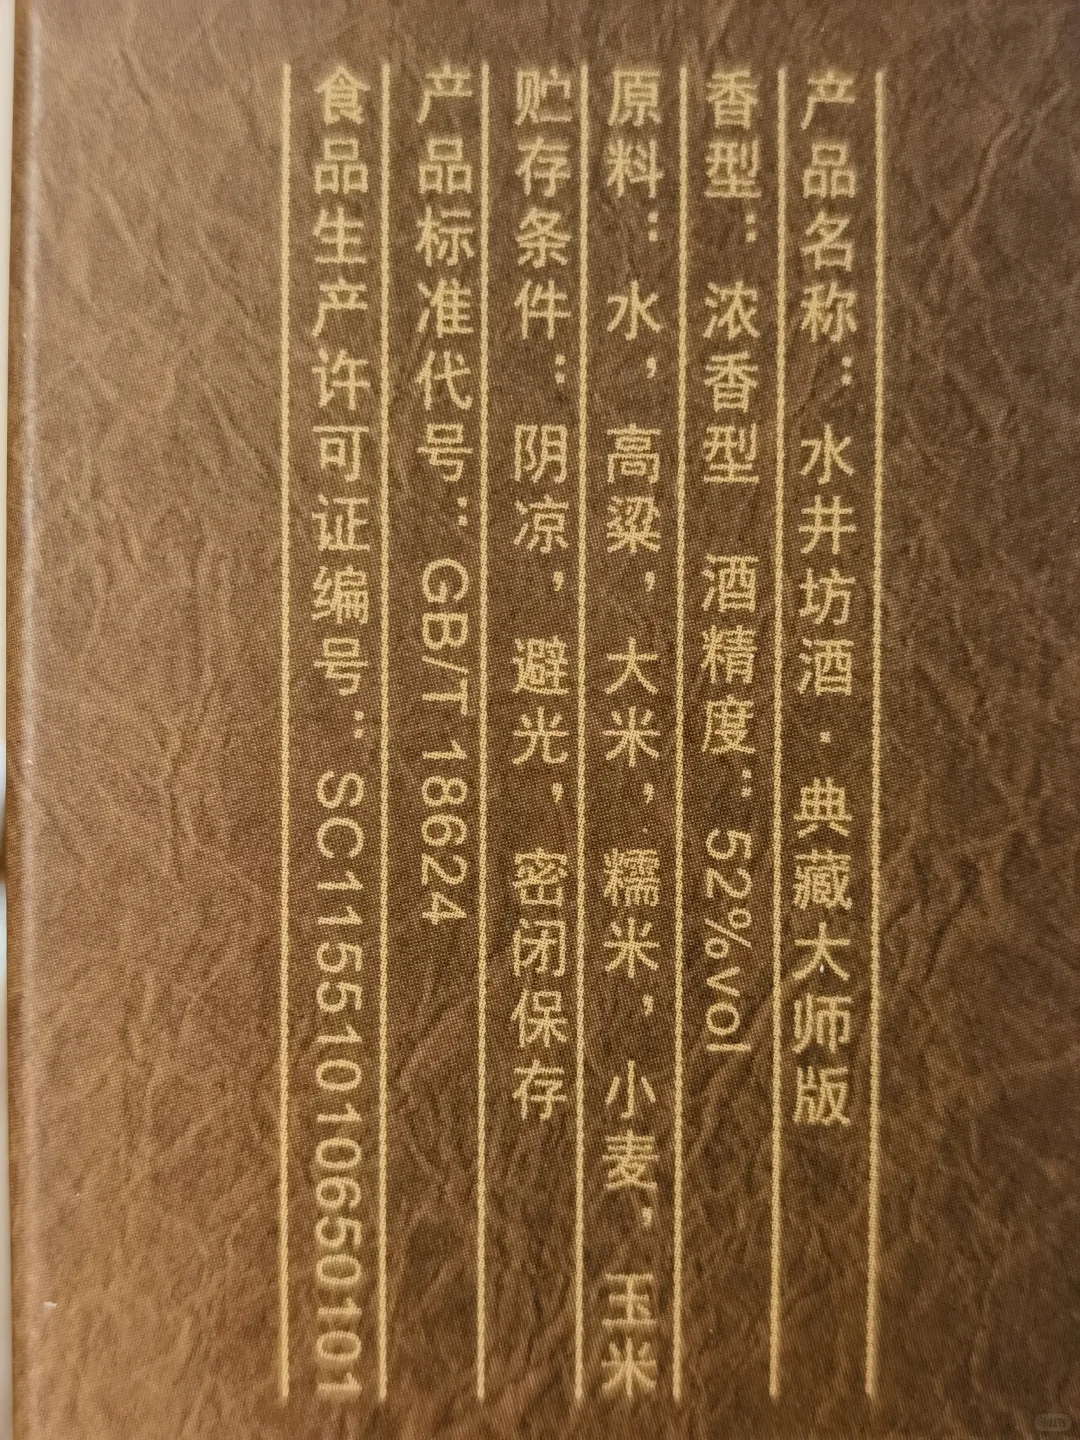 产品名称：水井坊酒·典藏大师版
香型：浓香型 酒精度：52%vol
原料：水，高粱，大米，糯米，小麦，玉米
贮存条件：阴凉，避光，密闭保存
产品标准代号：GB/T 18624
食品生产许可证编号：SC11551010650101